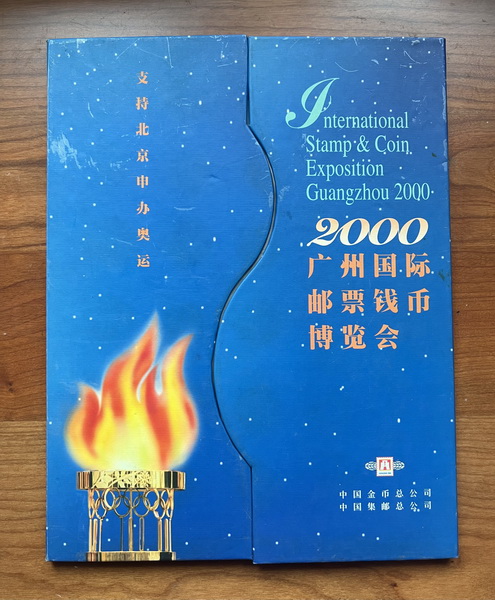 支持北京申办奥运
International
Stamp & Coin
Exposition
Guangzhou 2000
2000
广州国际
邮票钱币
博览会
中国金币总公司
中国集邮总公司